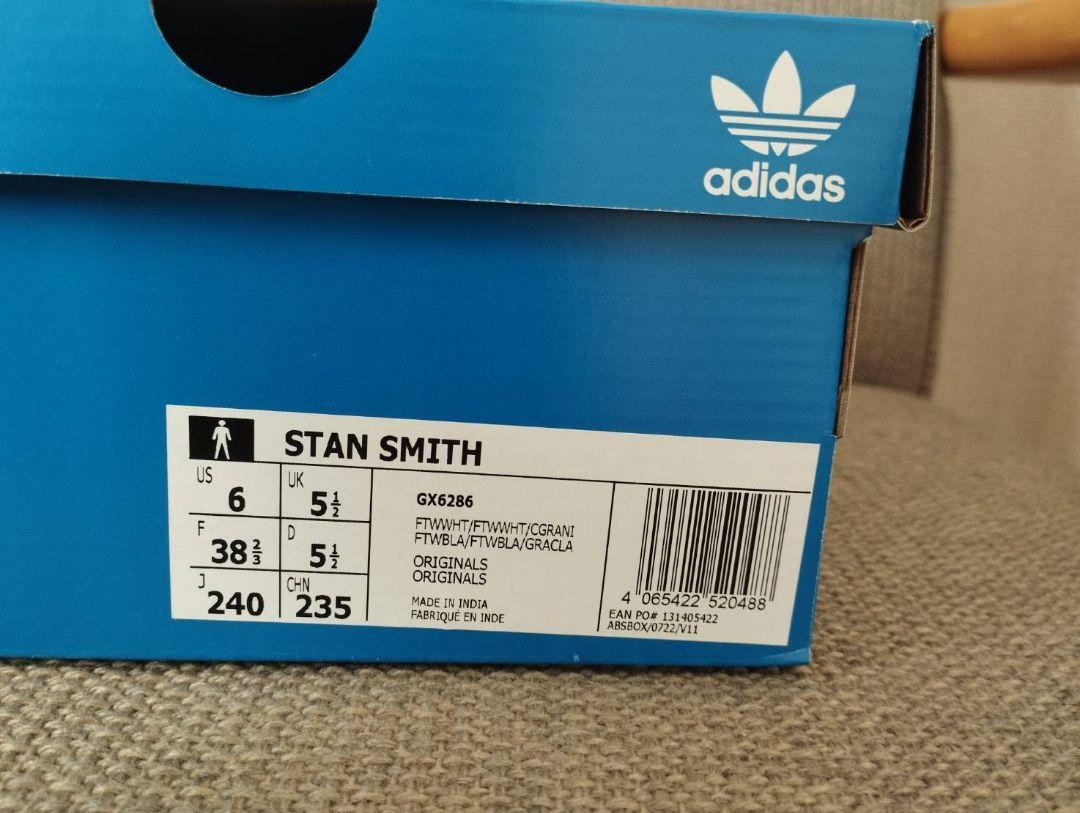 adidas
STAN SMITH
US 6
UK 5½
F 38⅔
D 5½
J 240
CHN 235
GX6286
FTWWHT/FTWWHT/CGRANI
FTWBLA/FTWBLA/GRACLA
ORIGINALS
ORIGINALS
MADE IN INDIA
FABRIQUÉ EN INDE
4 065422 520488
EAN PO# 131405422
ABSBOX/0722/V11